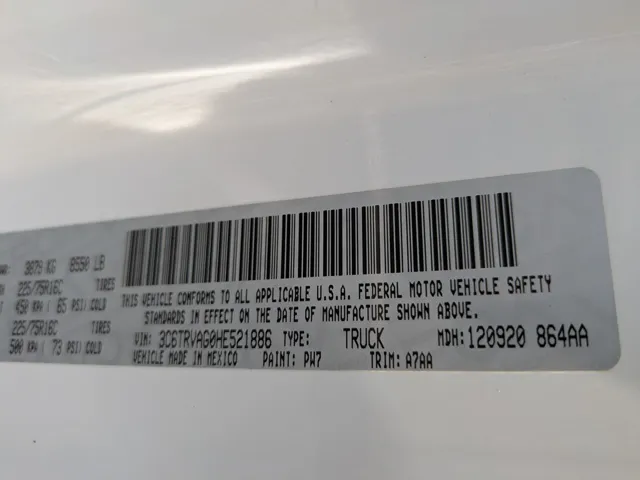 3879 KG 8550 LB
225/75R16C TIRES
450 KPA ( 65 PSI) COLD
225/75R16C TIRES
500 KPA ( 73 PSI) COLD
THIS VEHICLE CONFORMS TO ALL APPLICABLE U.S.A. FEDERAL MOTOR VEHICLE SAFETY
STANDARDS IN EFFECT ON THE DATE OF MANUFACTURE SHOWN ABOVE.
VIN: 3C6TRVAG0HE521886 TYPE: TRUCK MDH: 120920 864AA
VEHICLE MADE IN MEXICO PAINT: PW7 TRIM: A7AA